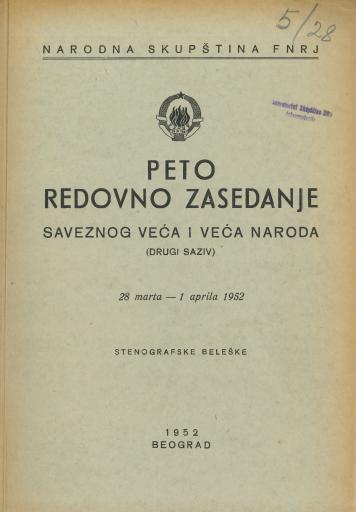 5/28
NARODNA SKUPŠTINA FNRJ
PETO
REDOVNO ZASEDANJE
SAVEZNOG VEĆA I VEĆA NARODA
(DRUGI SAZIV)
28 marta — 1 aprila 1952
STENOGRAFSKE BELEŠKE
1952
BEOGRAD